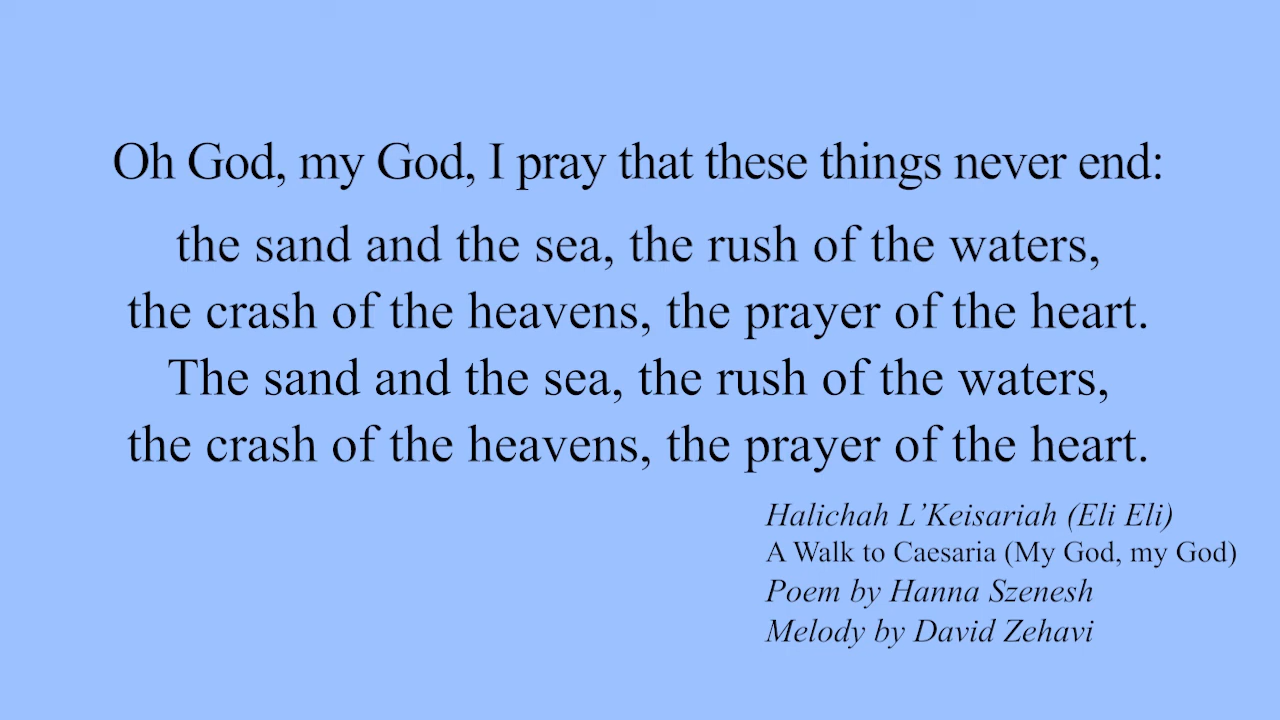 Oh God, my God, I pray that these things never end:
the sand and the sea, the rush of the waters,
the crash of the heavens, the prayer of the heart.
The sand and the sea, the rush of the waters,
the crash of the heavens, the prayer of the heart.
Halichah L’Keisariah (Eli Eli)
A Walk to Caesaria (My God, my God)
Poem by Hanna Szenesh
Melody by David Zehavi